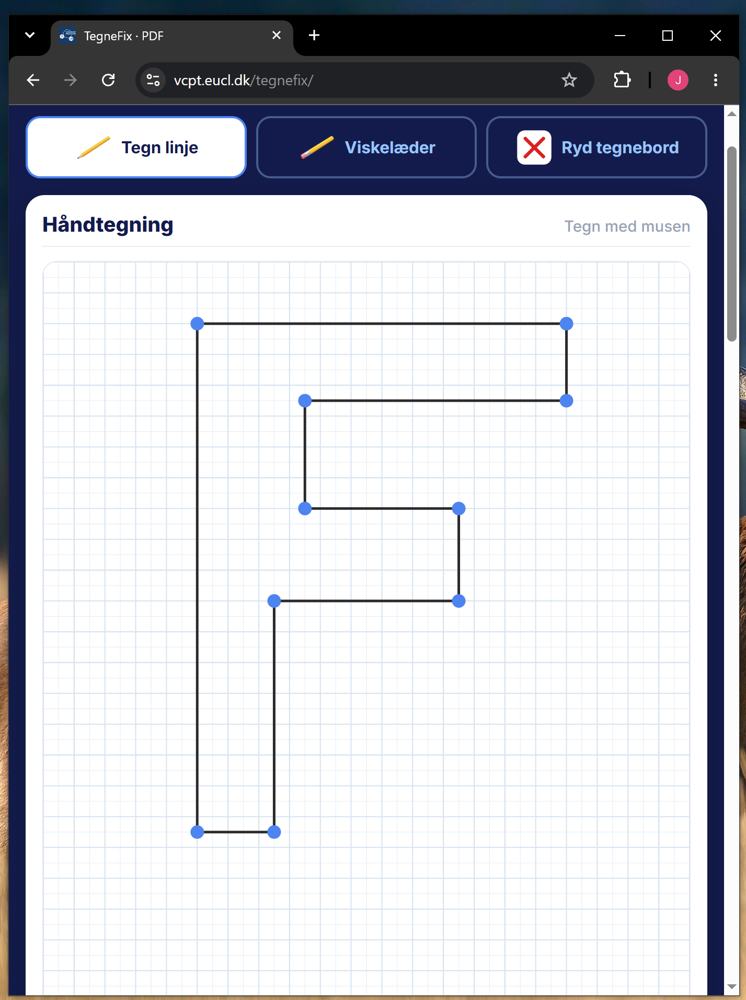 TegneFix · PDF
vcpt.eucl.dk/tegnefix/
J
Tegn linje
Viskelæder
Ryd tegnebord
Håndtegning
Tegn med musen